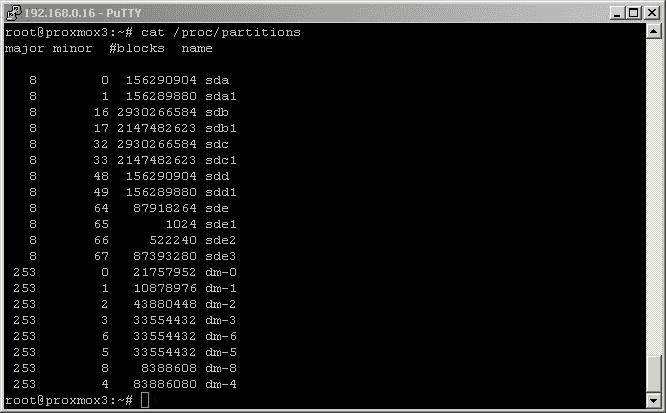 192.168.0.16 - PuTTY
root@proxmox3:~# cat /proc/partitions
major minor  #blocks  name

   8        0  156290904 sda
   8        1  156289880 sda1
   8       16 2930266584 sdb
   8       17 2147482623 sdb1
   8       32 2930266584 sdc
   8       33 2147482623 sdc1
   8       48  156290904 sdd
   8       49  156289880 sdd1
   8       64   87918264 sde
   8       65       1024 sde1
   8       66     522240 sde2
   8       67   87393280 sde3
 253        0   21757952 dm-0
 253        1   10878976 dm-1
 253        2   43880448 dm-2
 253        3   33554432 dm-3
 253        6   33554432 dm-6
 253        5   33554432 dm-5
 253        8    8388608 dm-8
 253        4   83886080 dm-4
root@proxmox3:~#